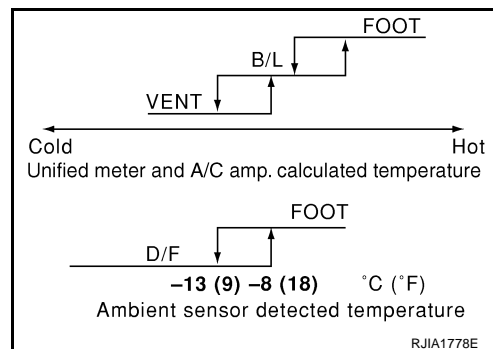 FOOT
B/L
VENT
Cold Hot
Unified meter and A/C amp. calculated temperature
FOOT
D/F
–13 (9) –8 (18) °C (°F)
Ambient sensor detected temperature
RJIA1778E